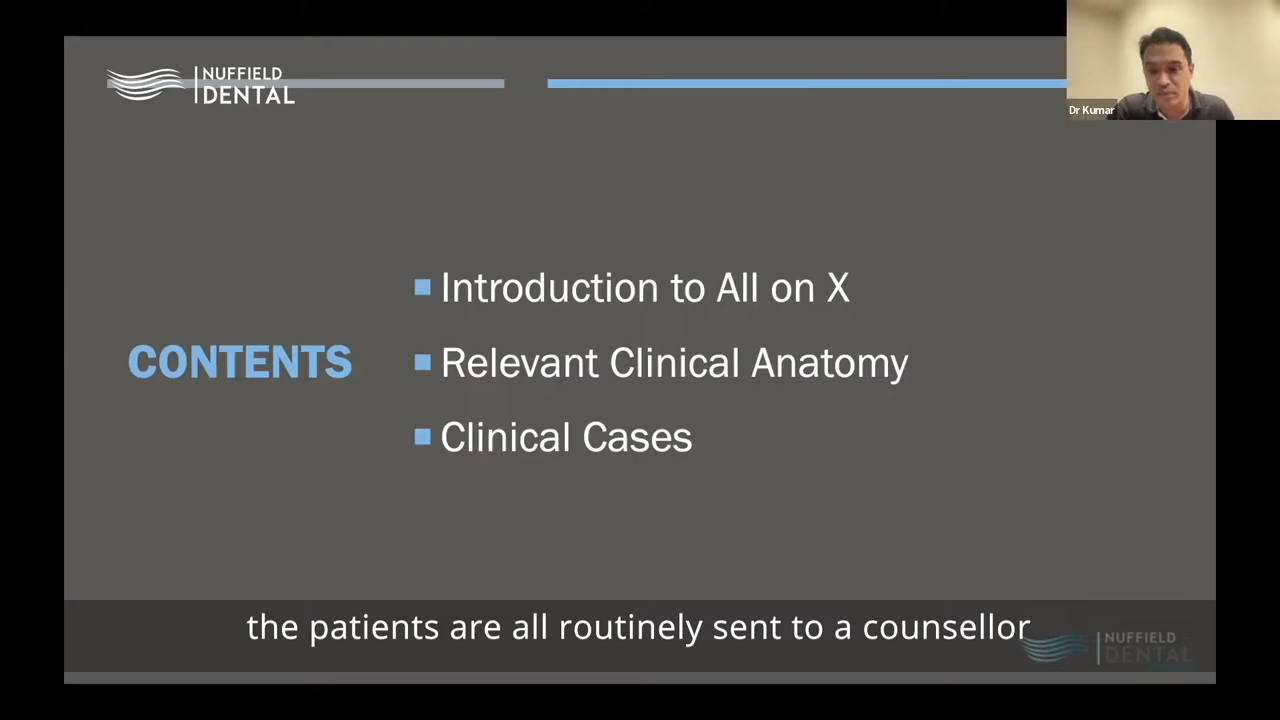 NUFFIELD
DENTAL
Dr Kumar
CONTENTS
Introduction to All on X
Relevant Clinical Anatomy
Clinical Cases
the patients are all routinely sent to a counsellor
NUFFIELD
DENTAL